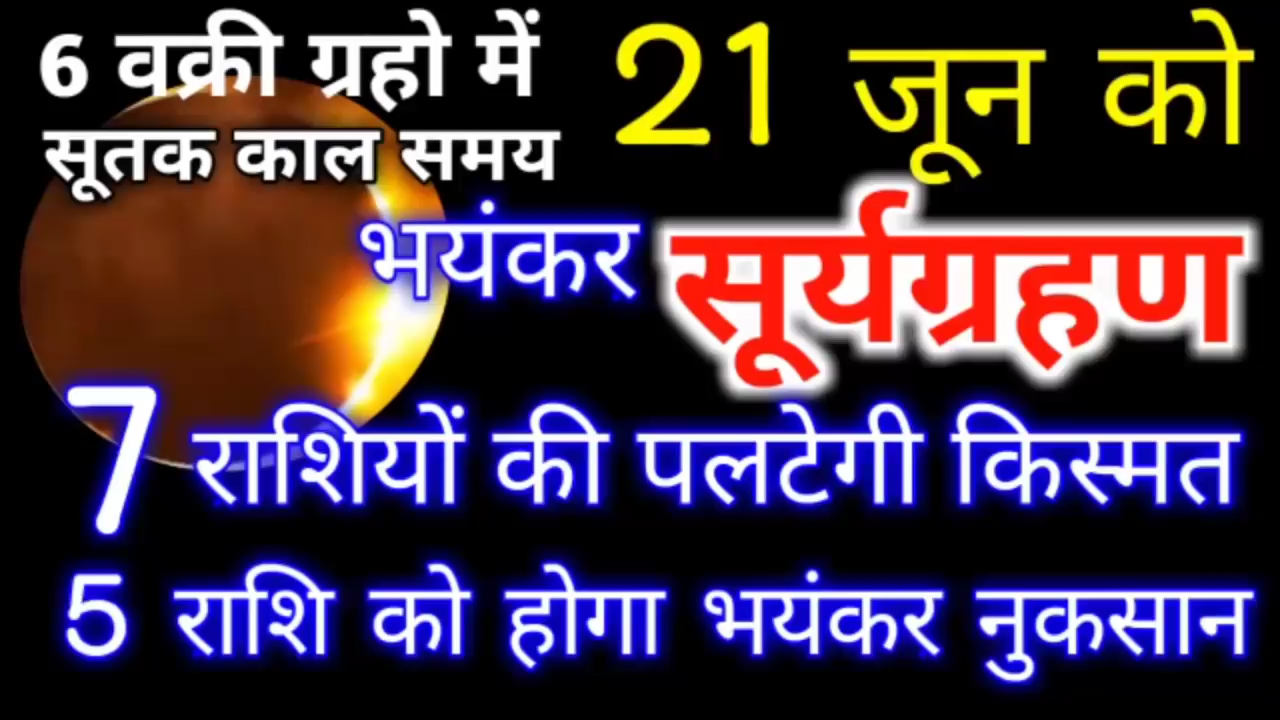 6 वक्री ग्रहो में
सूतक काल समय
21 जून को
भयंकर सूर्यग्रहण
7 राशियों की पलटेगी किस्मत
5 राशि को होगा भयंकर नुकसान